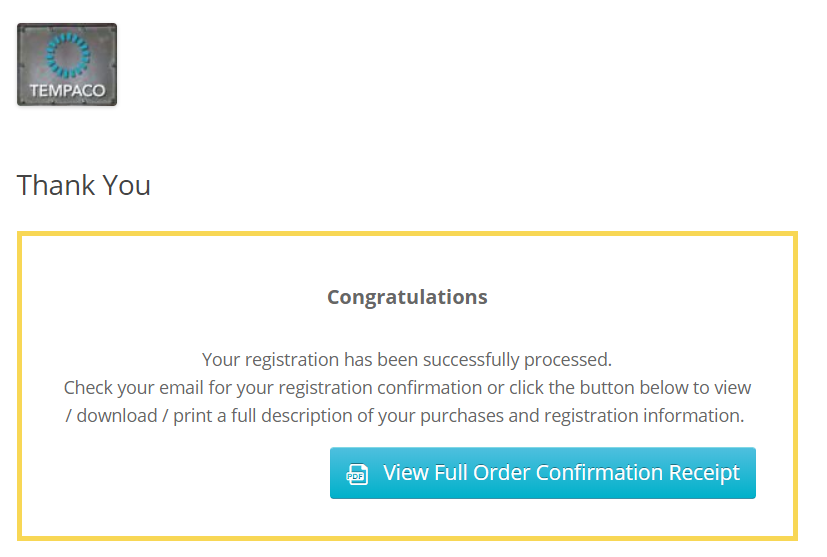 TEMPACO
Thank You
Congratulations
Your registration has been successfully processed.
Check your email for your registration confirmation or click the button below to view
/ download / print a full description of your purchases and registration information.
PDF
View Full Order Confirmation Receipt